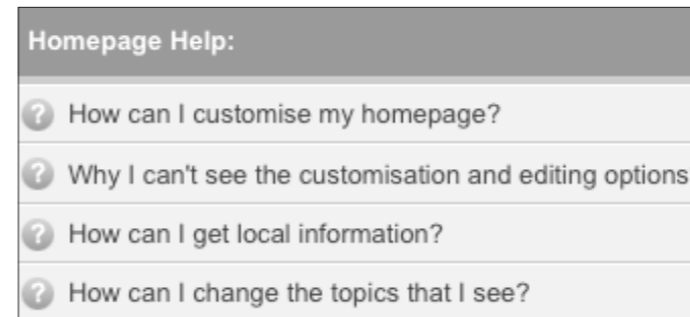 Homepage Help:
? How can I customise my homepage?
? Why I can't see the customisation and editing options
? How can I get local information?
? How can I change the topics that I see?